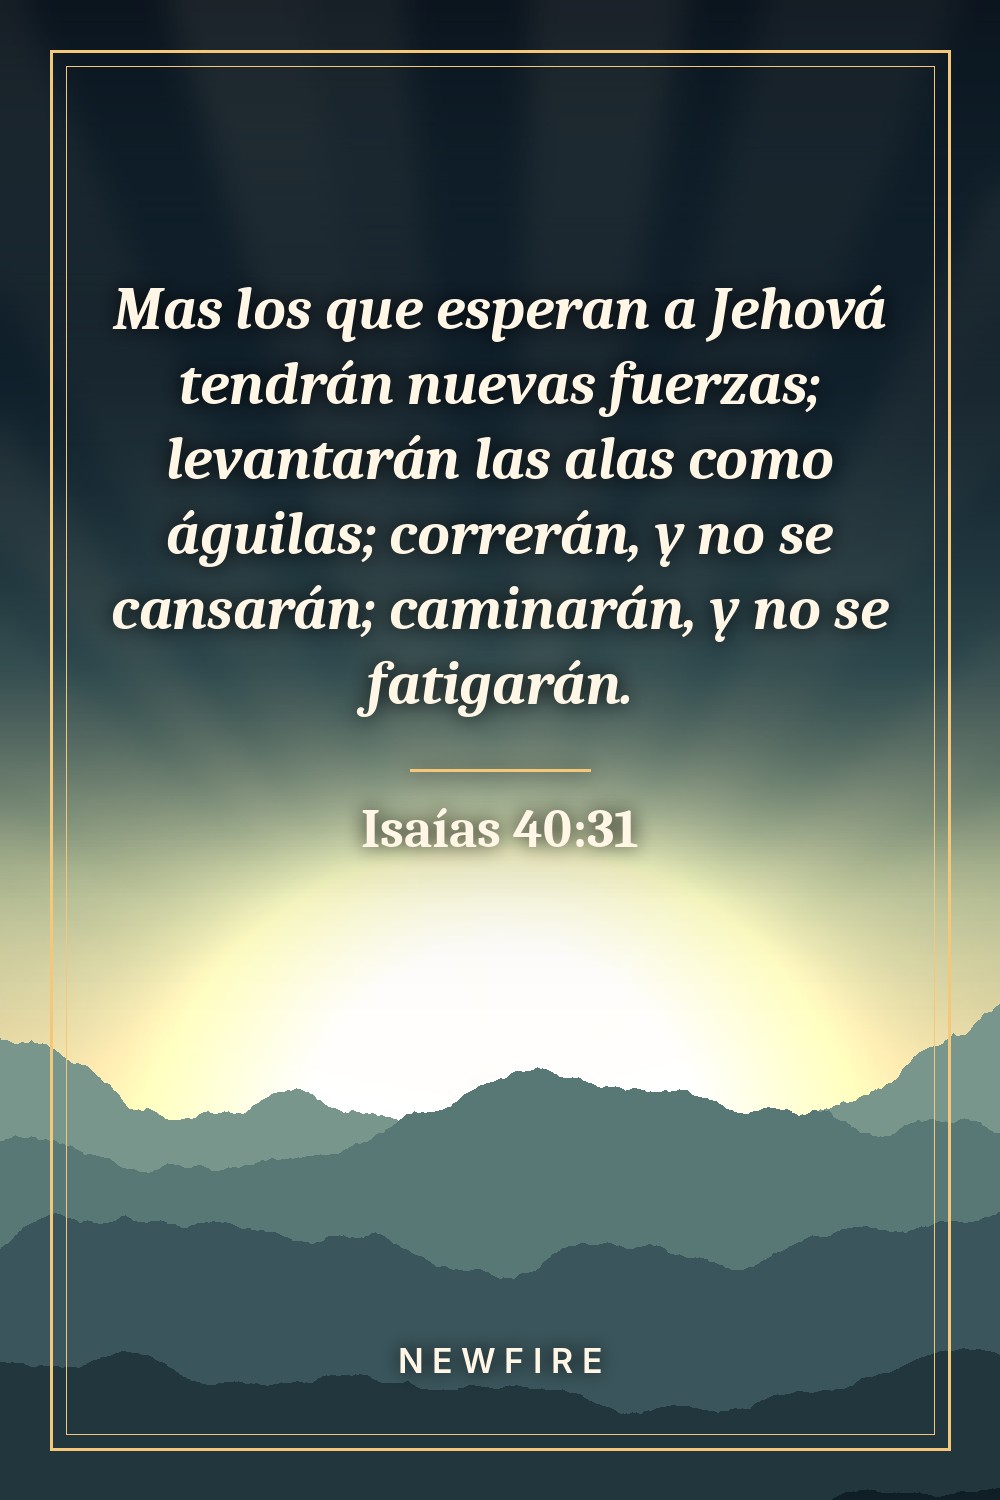 Mas los que esperan a Jehová
tendrán nuevas fuerzas;
levantarán las alas como
águilas; correrán, y no se
cansarán; caminarán, y no se
fatigarán.
Isaías 40:31
NEWFIRE